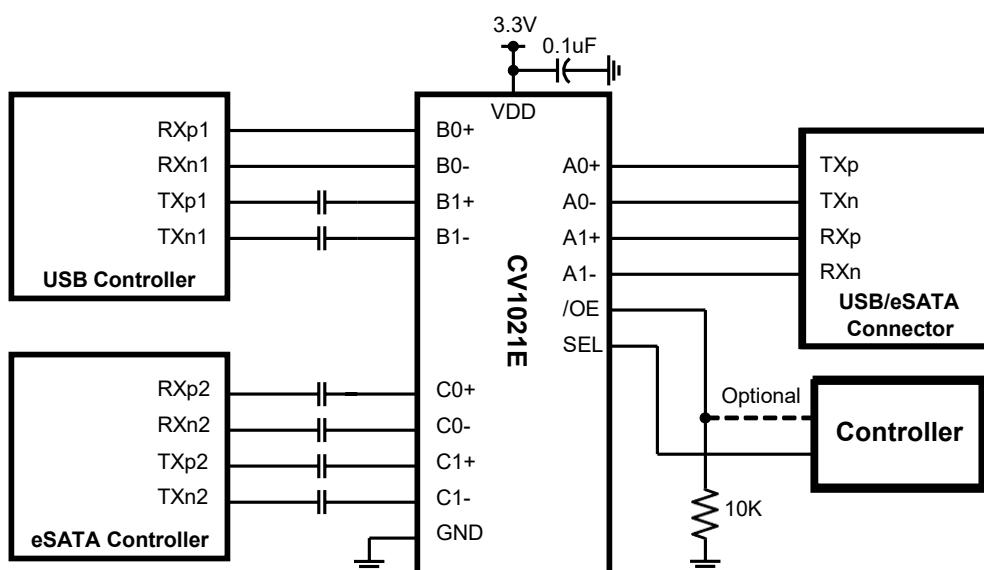 3.3V
0.1uF
VDD
RXp1
RXn1
TXp1
TXn1
USB Controller
B0+
B0-
B1+
B1-
A0+
A0-
A1+
A1-
/OE
SEL
CV1021E
TXp
TXn
RXp
RXn
USB/eSATA
Connector
RXp2
RXn2
TXp2
TXn2
eSATA Controller
C0+
C0-
C1+
C1-
GND
Optional
Controller
10K